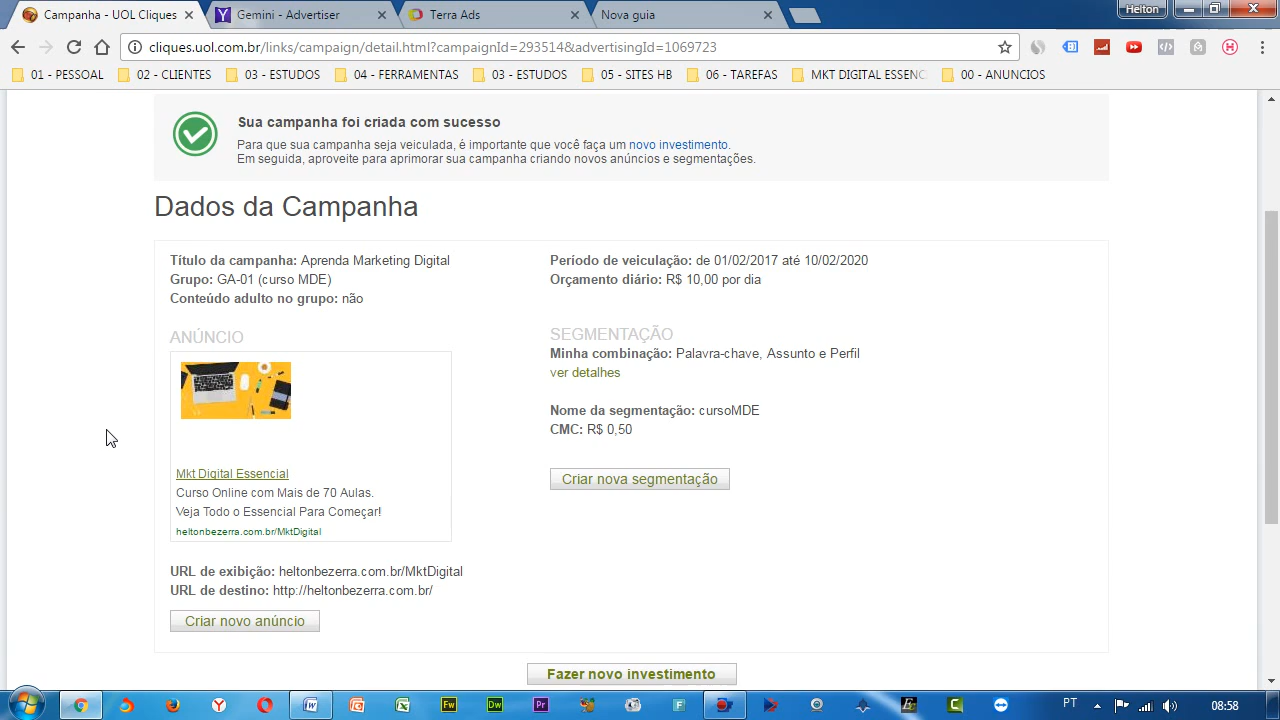 Campanha - UOL Cliques
Gemini - Advertiser
Terra Ads
Nova guia
Helton
cliques.uol.com.br/links/campaign/detail.html?campaignId=293514&advertisingId=1069723
01 - PESSOAL
02 - CLIENTES
03 - ESTUDOS
04 - FERRAMENTAS
03 - ESTUDOS
05 - SITES HB
06 - TAREFAS
MKT DIGITAL ESSENC
00 - ANUNCIOS
Sua campanha foi criada com sucesso
Para que sua campanha seja veiculada, é importante que você faça um novo investimento.
Em seguida, aproveite para aprimorar sua campanha criando novos anúncios e segmentações.
Dados da Campanha
Título da campanha: Aprenda Marketing Digital
Grupo: GA-01 (curso MDE)
Conteúdo adulto no grupo: não
Período de veiculação: de 01/02/2017 até 10/02/2020
Orçamento diário: R$ 10,00 por dia
ANÚNCIO
Mkt Digital Essencial
Curso Online com Mais de 70 Aulas.
Veja Todo o Essencial Para Começar!
heltonbezerra.com.br/MktDigital
URL de exibição: heltonbezerra.com.br/MktDigital
URL de destino: http://heltonbezerra.com.br/
Criar novo anúncio
SEGMENTAÇÃO
Minha combinação: Palavra-chave, Assunto e Perfil
ver detalhes
Nome da segmentação: cursoMDE
CMC: R$ 0,50
Criar nova segmentação
Fazer novo investimento
PT
08:58